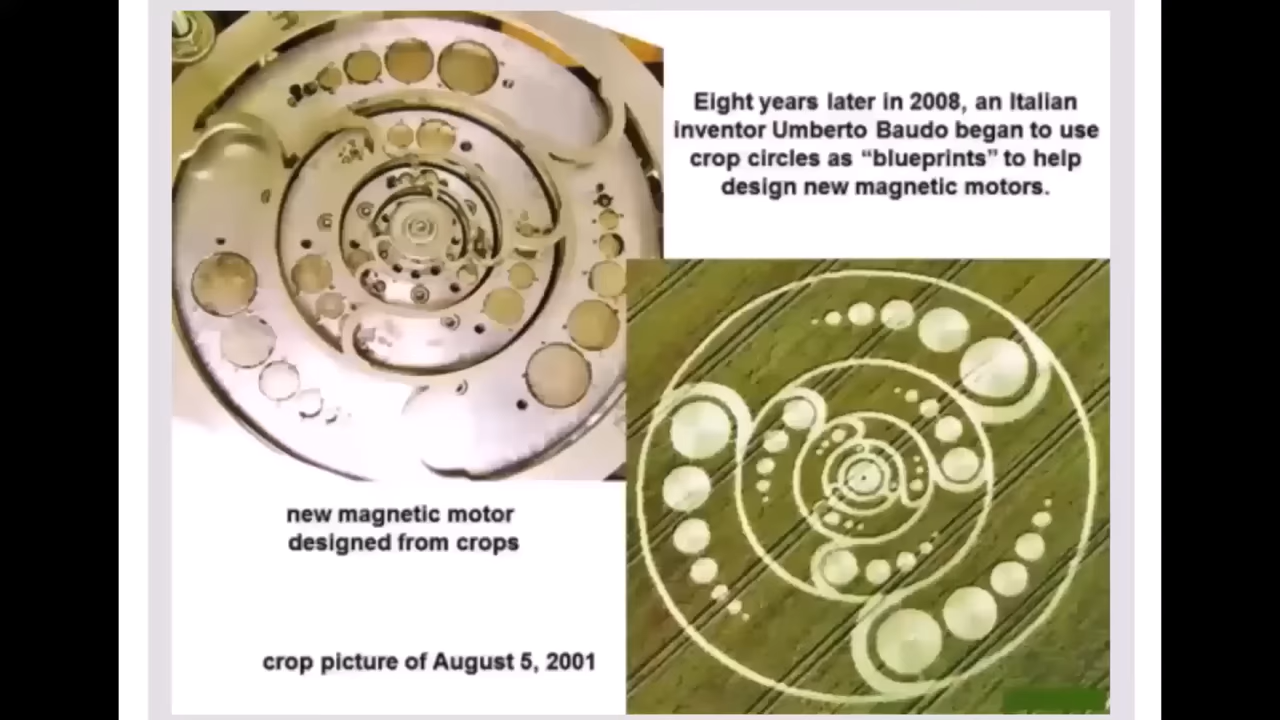 Eight years later in 2008, an Italian
inventor Umberto Baudo began to use
crop circles as “blueprints” to help
design new magnetic motors.
new magnetic motor
designed from crops
crop picture of August 5, 2001